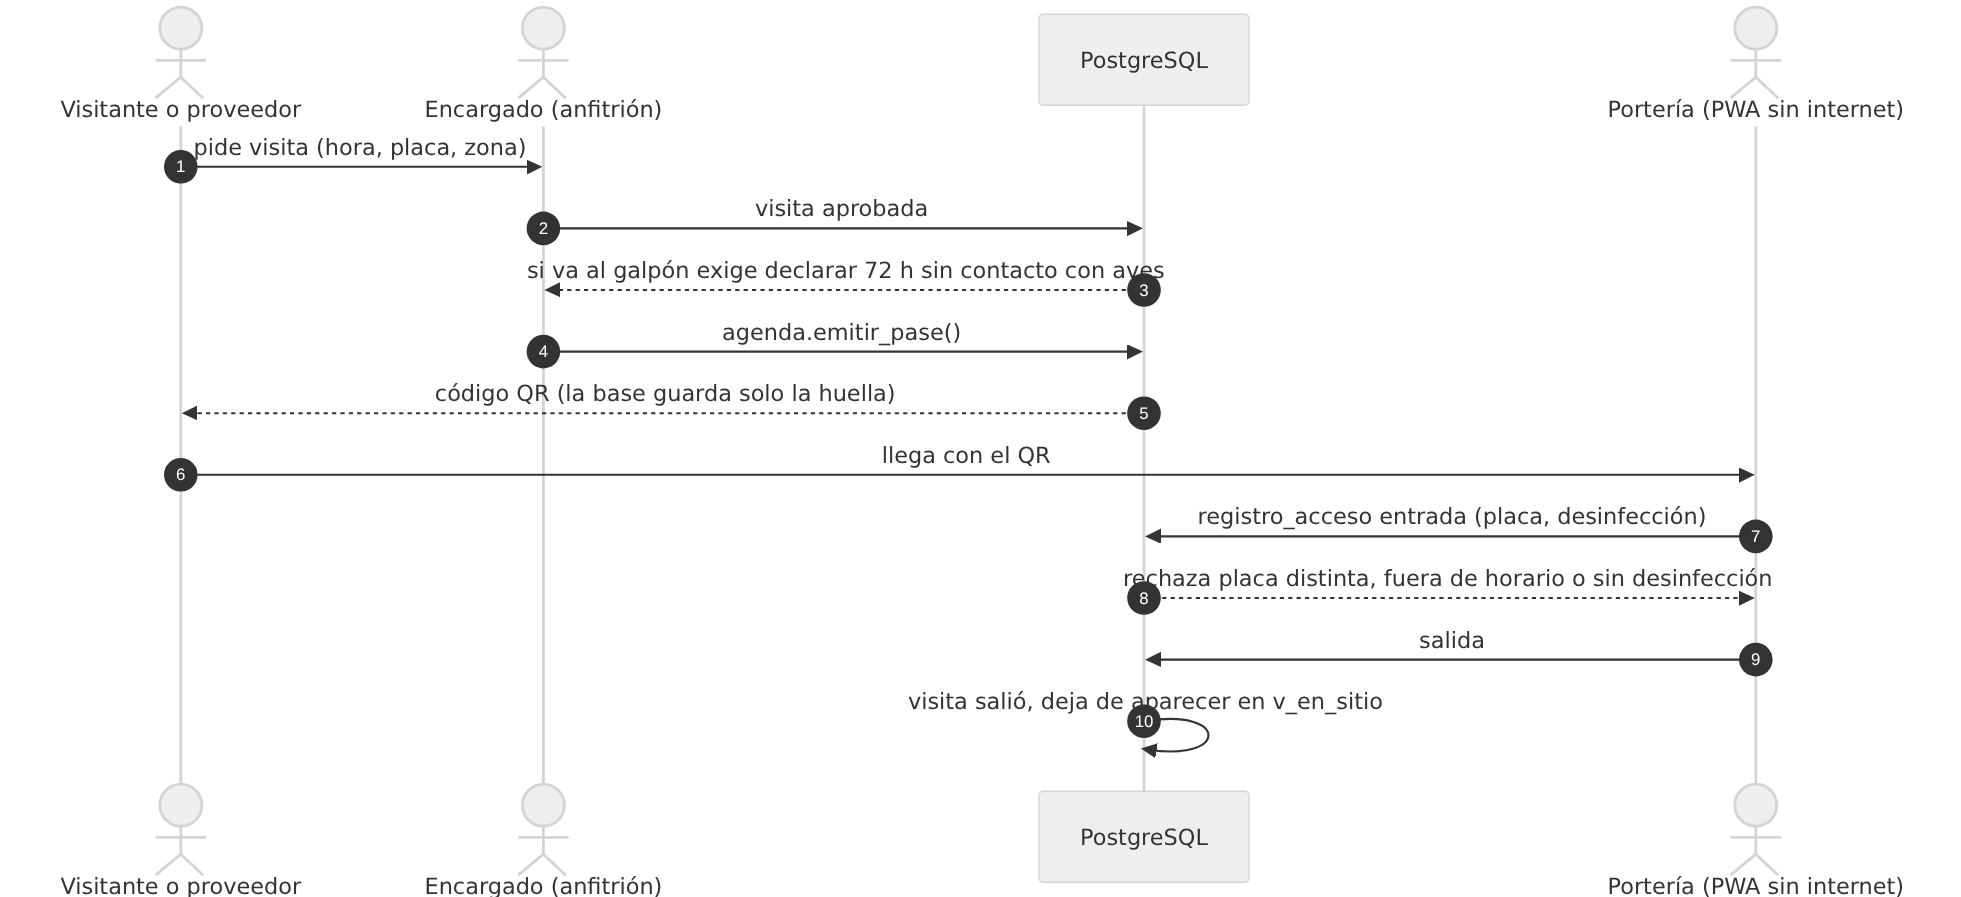 Visitante o proveedor
Encargado (anfitrión)
PostgreSQL
Portería (PWA sin internet)
pide visita (hora, placa, zona)
1
visita aprobada
2
si va al galpón exige declarar 72 h sin contacto con aves
3
agenda.emitir_pase()
4
código QR (la base guarda solo la huella)
5
llega con el QR
6
registro_acceso entrada (placa, desinfección)
7
rechaza placa distinta, fuera de horario o sin desinfección
8
salida
9
visita salió, deja de aparecer en v_en_sitio
10
Visitante o proveedor
Encargado (anfitrión)
PostgreSQL
Portería (PWA sin internet)